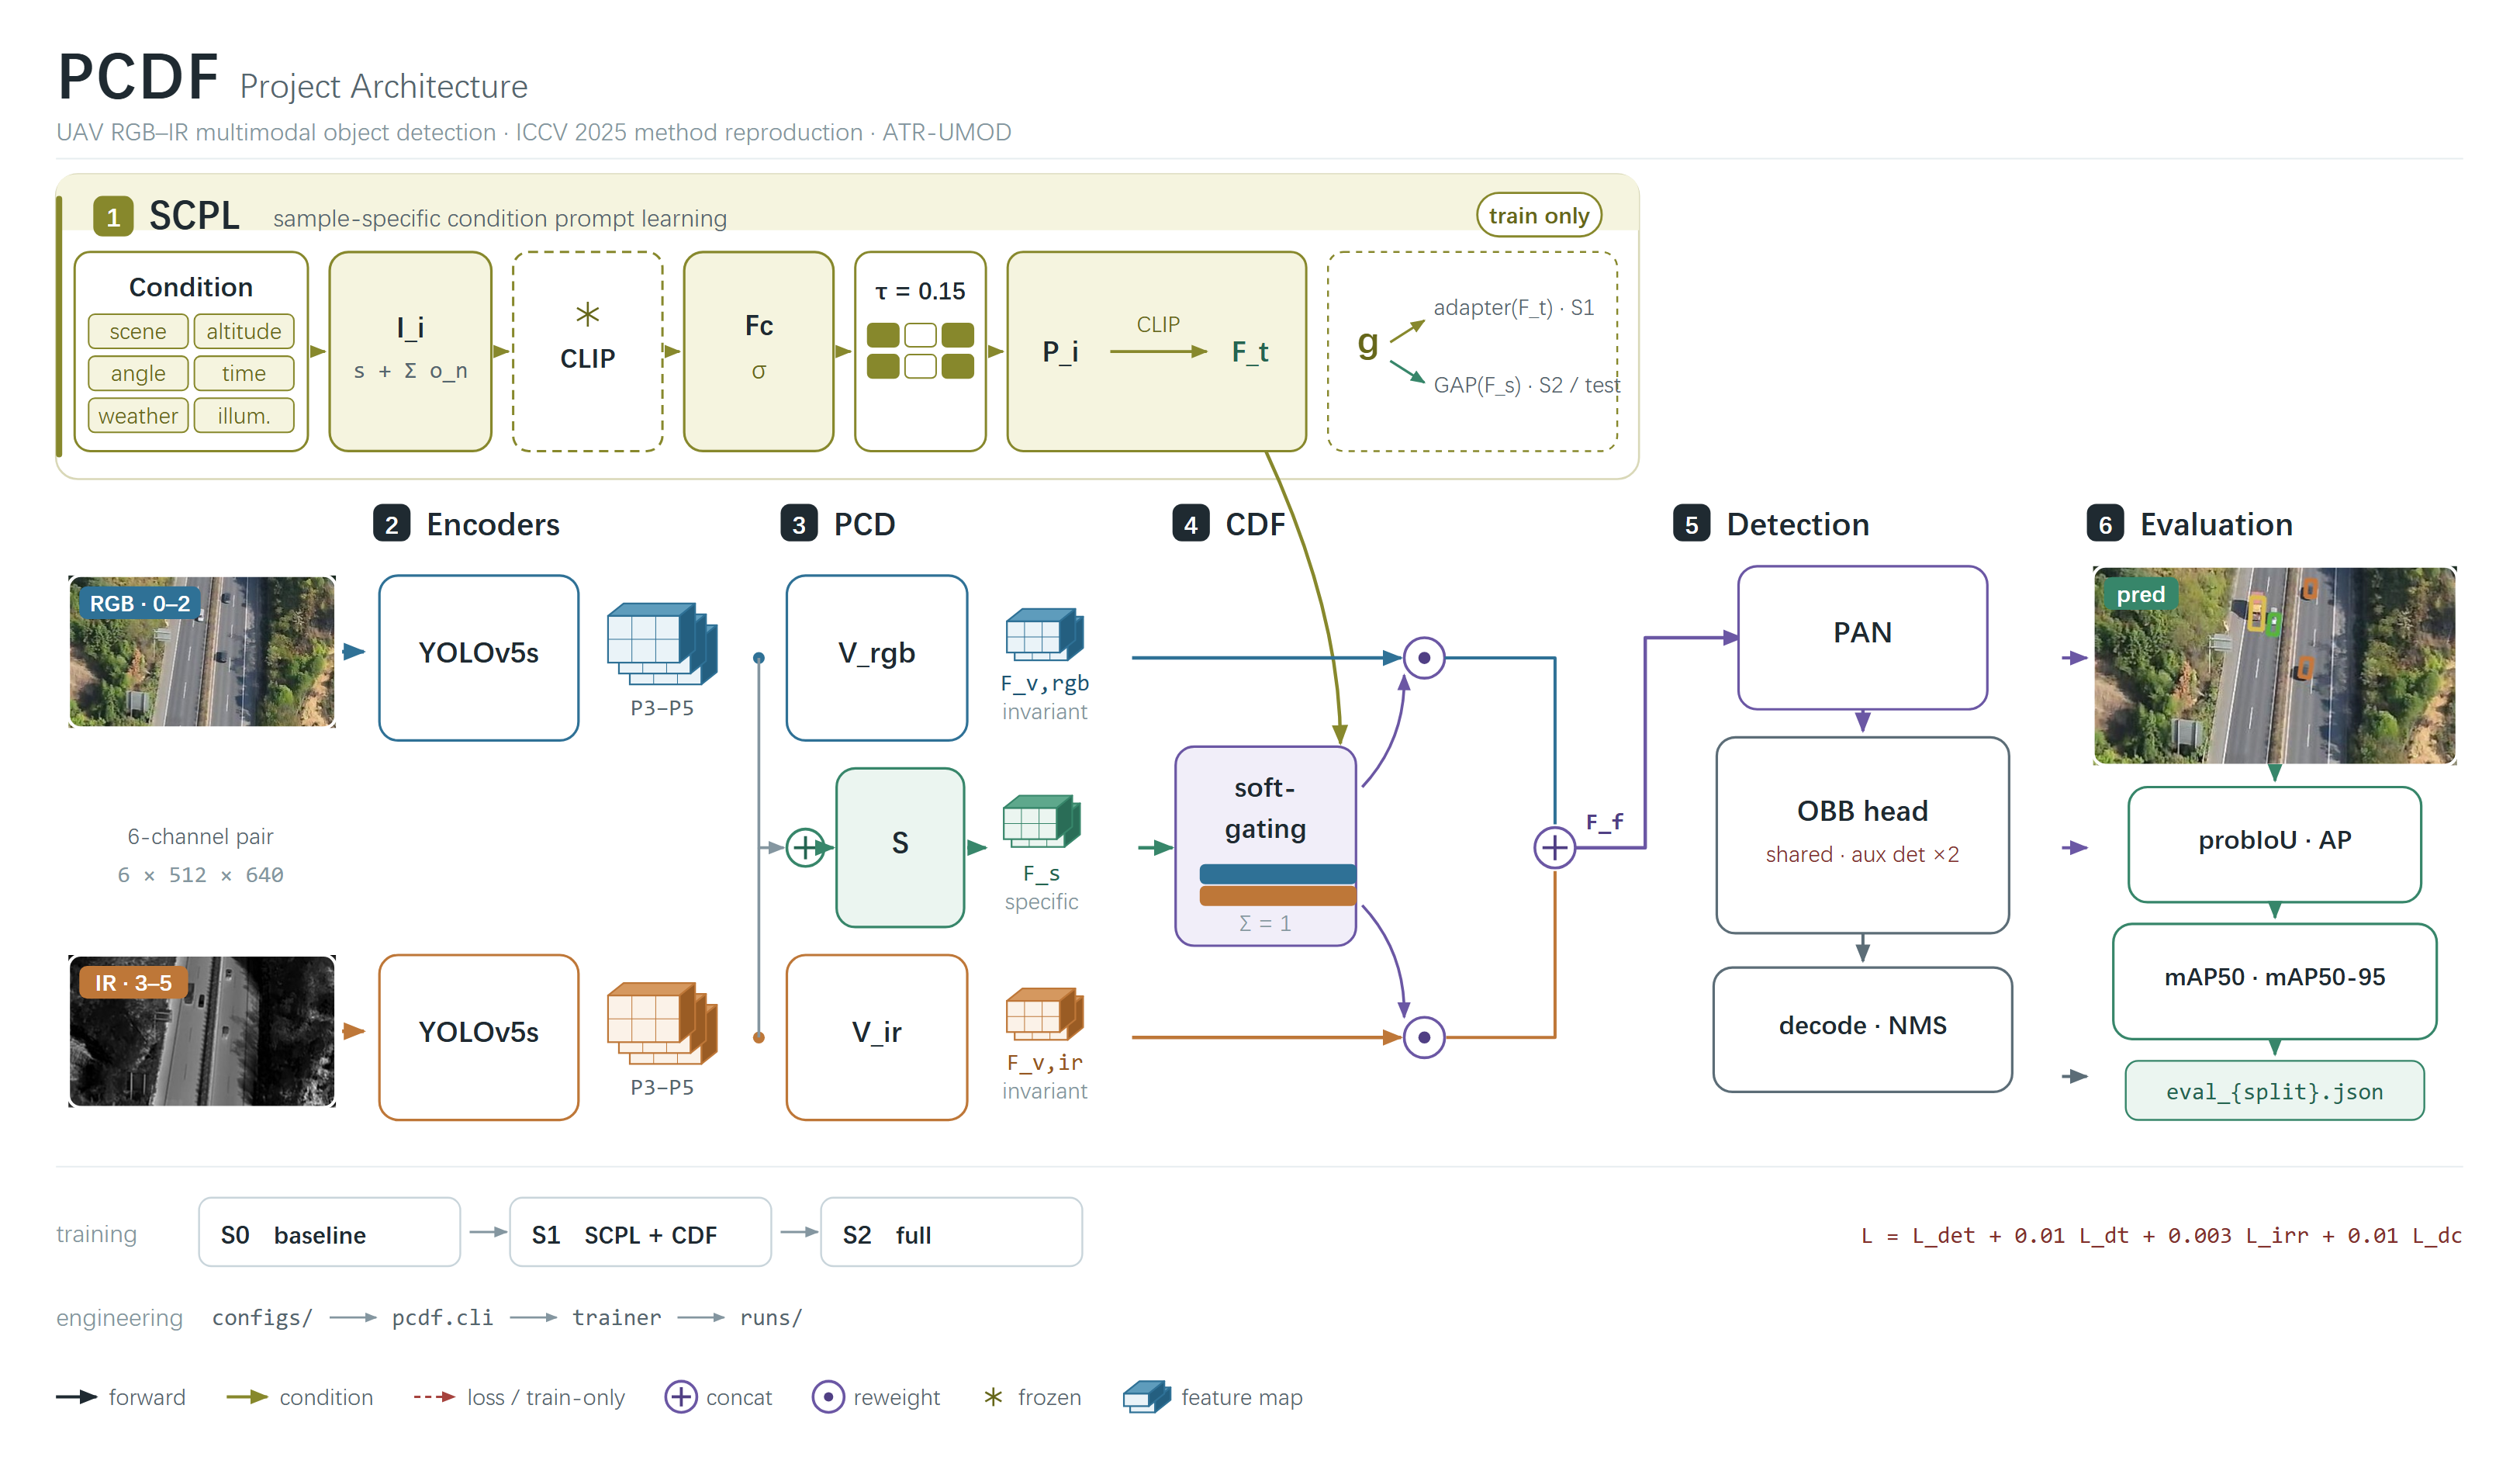 PCDF Project Architecture
UAV RGB–IR multimodal object detection · ICCV 2025 method reproduction · ATR-UMOD
1 SCPL sample-specific condition prompt learning train only
Condition
scene altitude
angle time
weather illum.
I_i
s + Σ o_n
CLIP
Fc
σ
τ = 0.15
P_i
CLIP
F_t
g
adapter(F_t) · S1
GAP(F_s) · S2 / test
2 Encoders
3 PCD
4 CDF
5 Detection
6 Evaluation
RGB · 0–2
YOLOv5s
P3–P5
V_rgb
F_v,rgb
invariant
PAN
pred
6-channel pair
6 × 512 × 640
S
F_s
specific
soft-
gating
Σ = 1
F_f
OBB head
shared · aux det ×2
probIoU · AP
IR · 3–5
YOLOv5s
P3–P5
V_ir
F_v,ir
invariant
decode · NMS
mAP50 · mAP50-95
eval_{split}.json
training
S0 baseline
S1 SCPL + CDF
S2 full
L = L_det + 0.01 L_dt + 0.003 L_irr + 0.01 L_dc
engineering configs/ pcdf.cli trainer runs/
forward condition loss / train-only concat reweight frozen feature map